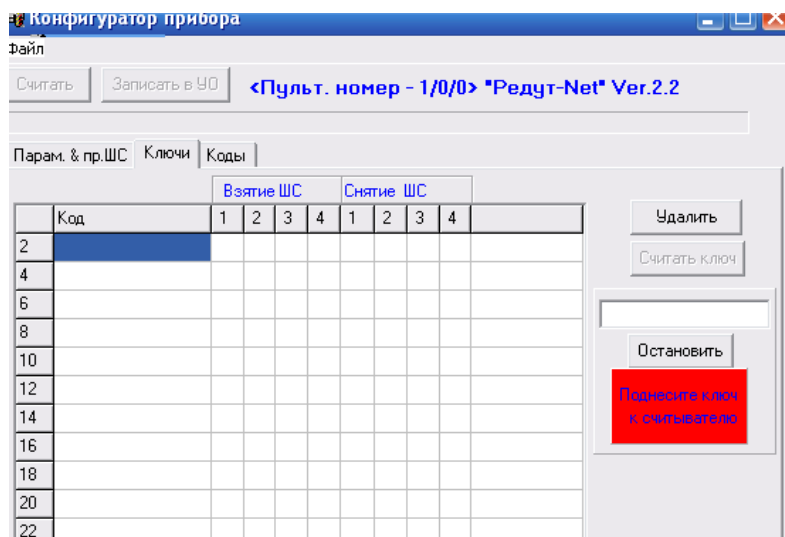 Конфигуратор прибора
Файл
Считать Записать в УО <Пульт. номер - 1/0/0> "Редут-Net" Ver.2.2
Парам. & пр.ШС Ключи Коды
Взятие ШС Снятие ШС
Код 1 2 3 4 1 2 3 4
Удалить
2
Считать ключ
4
6
8
Остановить
10
12
Поднесите ключ
к считывателю
14
16
18
20
22